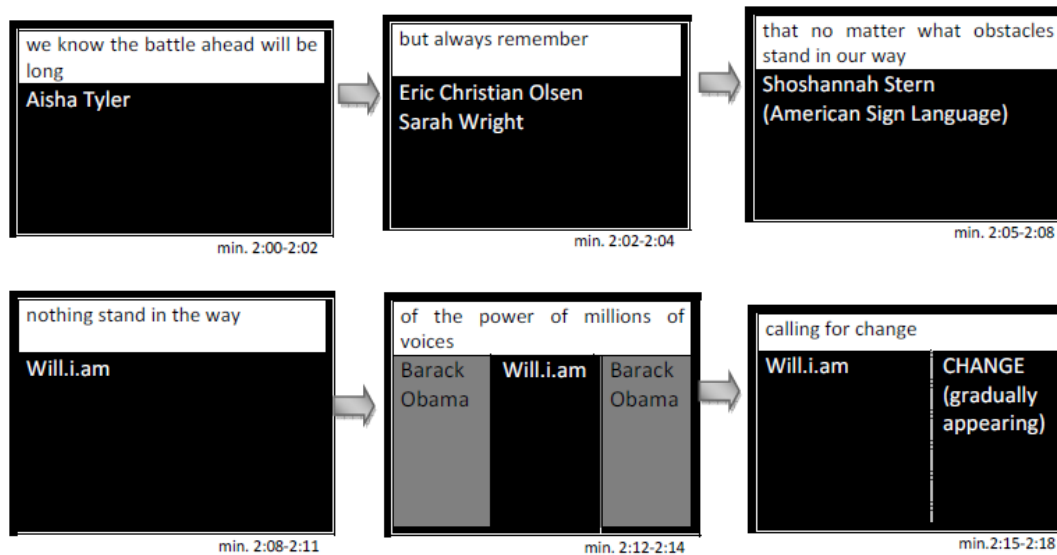 we know the battle ahead will be
long
Aisha Tyler
min. 2:00-2:02
but always remember
Eric Christian Olsen
Sarah Wright
min. 2:02-2:04
that no matter what obstacles
stand in our way
Shoshannah Stern
(American Sign Language)
min. 2:05-2:08
nothing stand in the way
Will.i.am
min. 2:08-2:11
of the power of millions of
voices
Barack
Obama
Will.i.am
Barack
Obama
min. 2:12-2:14
calling for change
Will.i.am
CHANGE
(gradually
appearing)
min.2:15-2:18